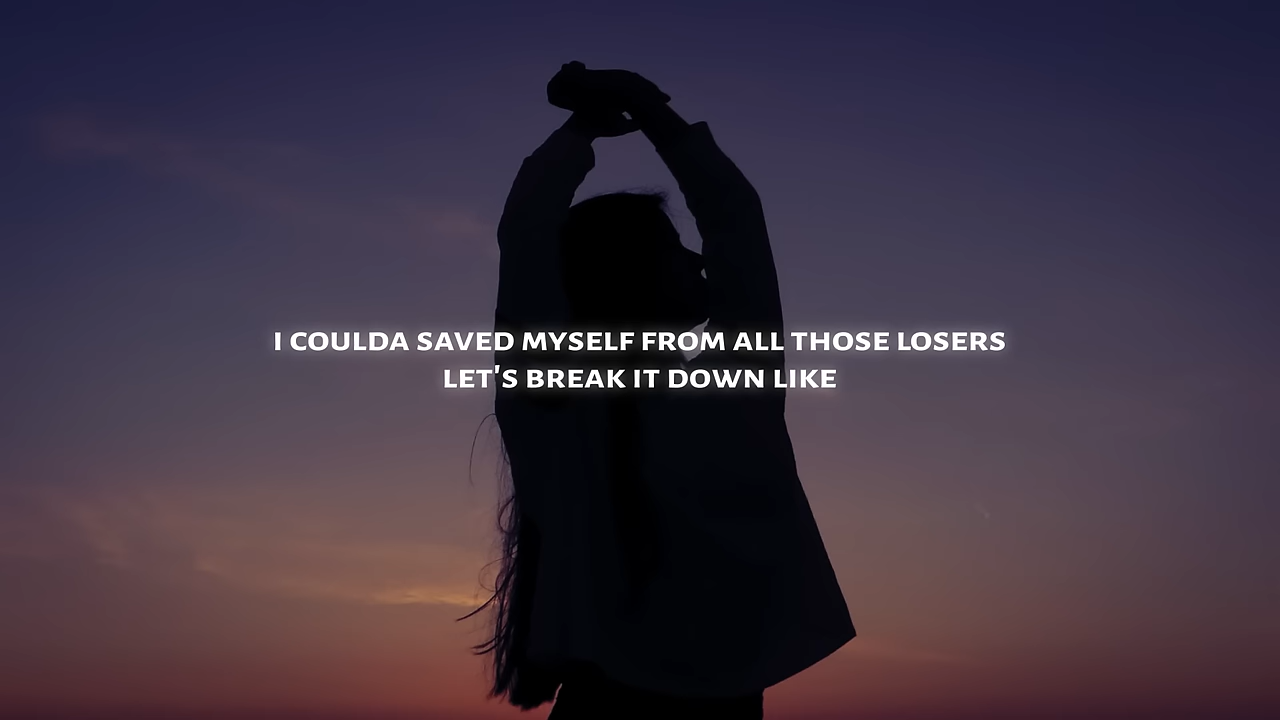 I COULDA SAVED MYSELF FROM ALL THOSE LOSERS
LET'S BREAK IT DOWN LIKE